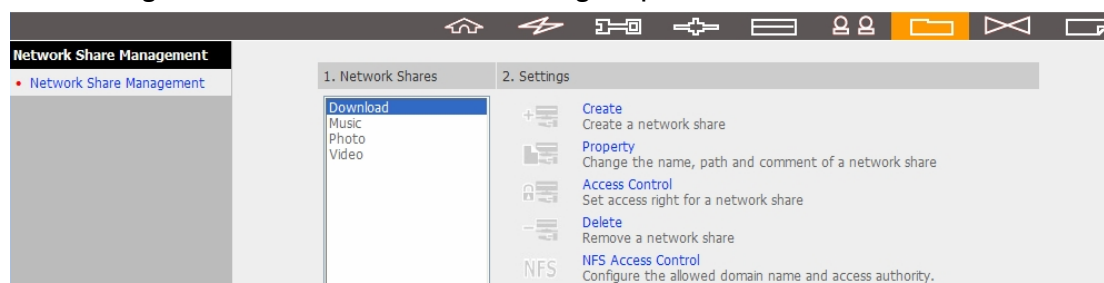 Network Share Management
• Network Share Management
1. Network Shares
2. Settings
Download
Music
Photo
Video
Create
Create a network share
Property
Change the name, path and comment of a network share
Access Control
Set access right for a network share
Delete
Remove a network share
NFS
NFS Access Control
Configure the allowed domain name and access authority.